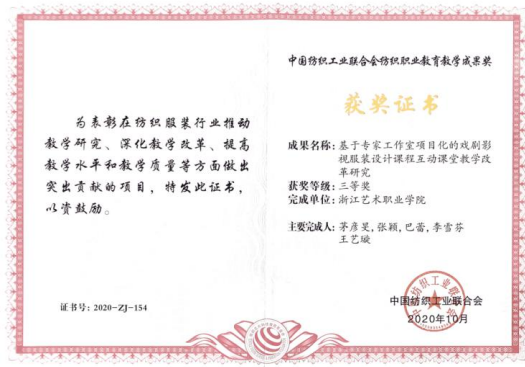 为表彰在纺织服装行业推动
教学研究、深化教学改革、提高
教学水平和教学质量等方面做出
突出贡献的项目，特发此证书，
以资鼓励。
证书号：2020-ZJ-154
中国纺织工业联合会纺织职业教育教学成果奖
获奖证书
成果名称：基于专家工作室项目化的戏剧影
视服装设计课程互动课堂教学改
革研究
获奖等级：三等奖
完成单位：浙江艺术职业学院
主要完成人：茅彦旻，张颖，巴蕾，李雪芬
王艺璇
中国纺织工业联合会
2020年10月